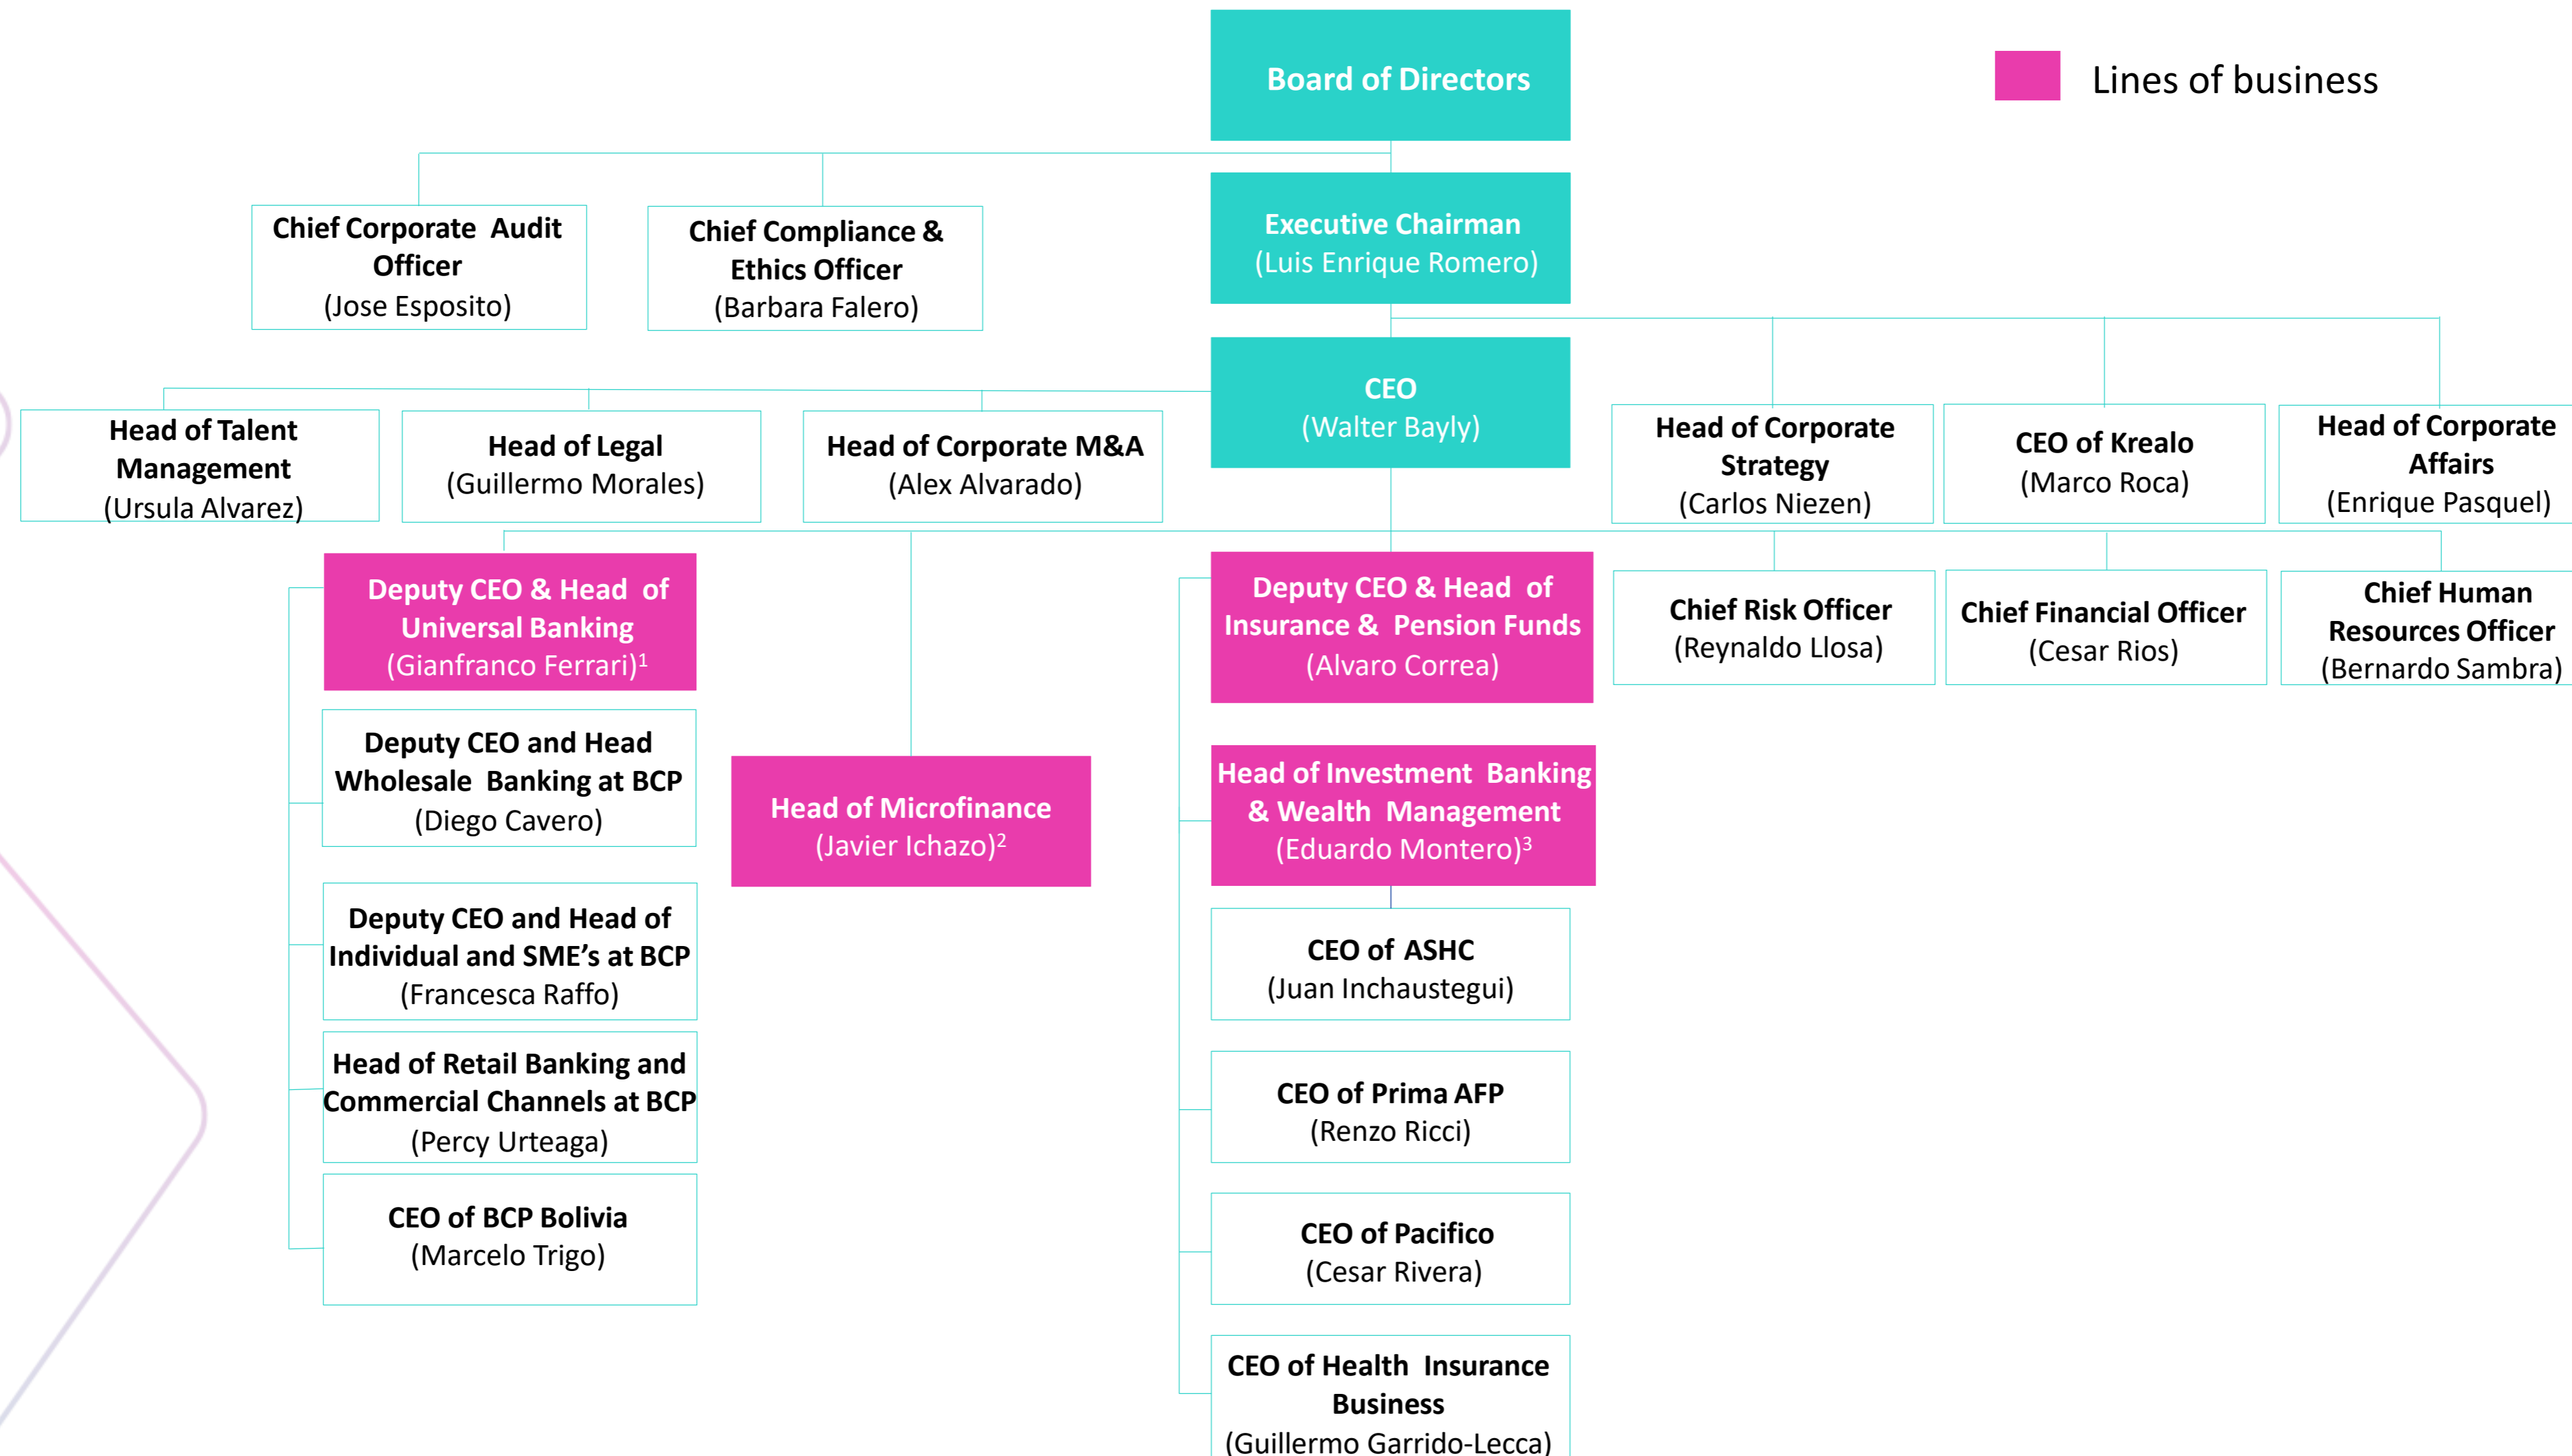 Board of Directors
Lines of business
Chief Corporate Audit
Officer
(Jose Esposito)
Chief Compliance &
Ethics Officer
(Barbara Falero)
Executive Chairman
(Luis Enrique Romero)
CEO
(Walter Bayly)
Head of Talent
Management
(Ursula Alvarez)
Head of Legal
(Guillermo Morales)
Head of Corporate M&A
(Alex Alvarado)
Head of Corporate
Strategy
(Carlos Niezen)
CEO of Krealo
(Marco Roca)
Head of Corporate
Affairs
(Enrique Pasquel)
Deputy CEO & Head of
Universal Banking
(Gianfranco Ferrari)1
Deputy CEO & Head of
Insurance & Pension Funds
(Alvaro Correa)
Chief Risk Officer
(Reynaldo Llosa)
Chief Financial Officer
(Cesar Rios)
Chief Human
Resources Officer
(Bernardo Sambra)
Deputy CEO and Head
Wholesale Banking at BCP
(Diego Cavero)
Head of Microfinance
(Javier Ichazo)2
Head of Investment Banking
& Wealth Management
(Eduardo Montero)3
Deputy CEO and Head of
Individual and SME's at BCP
(Francesca Raffo)
CEO of ASHC
(Juan Inchaustegui)
Head of Retail Banking and
Commercial Channels at BCP
(Percy Urteaga)
CEO of Prima AFP
(Renzo Ricci)
CEO of BCP Bolivia
(Marcelo Trigo)
CEO of Pacifico
(Cesar Rivera)
CEO of Health Insurance
Business
(Guillermo Garrido-Lecca)